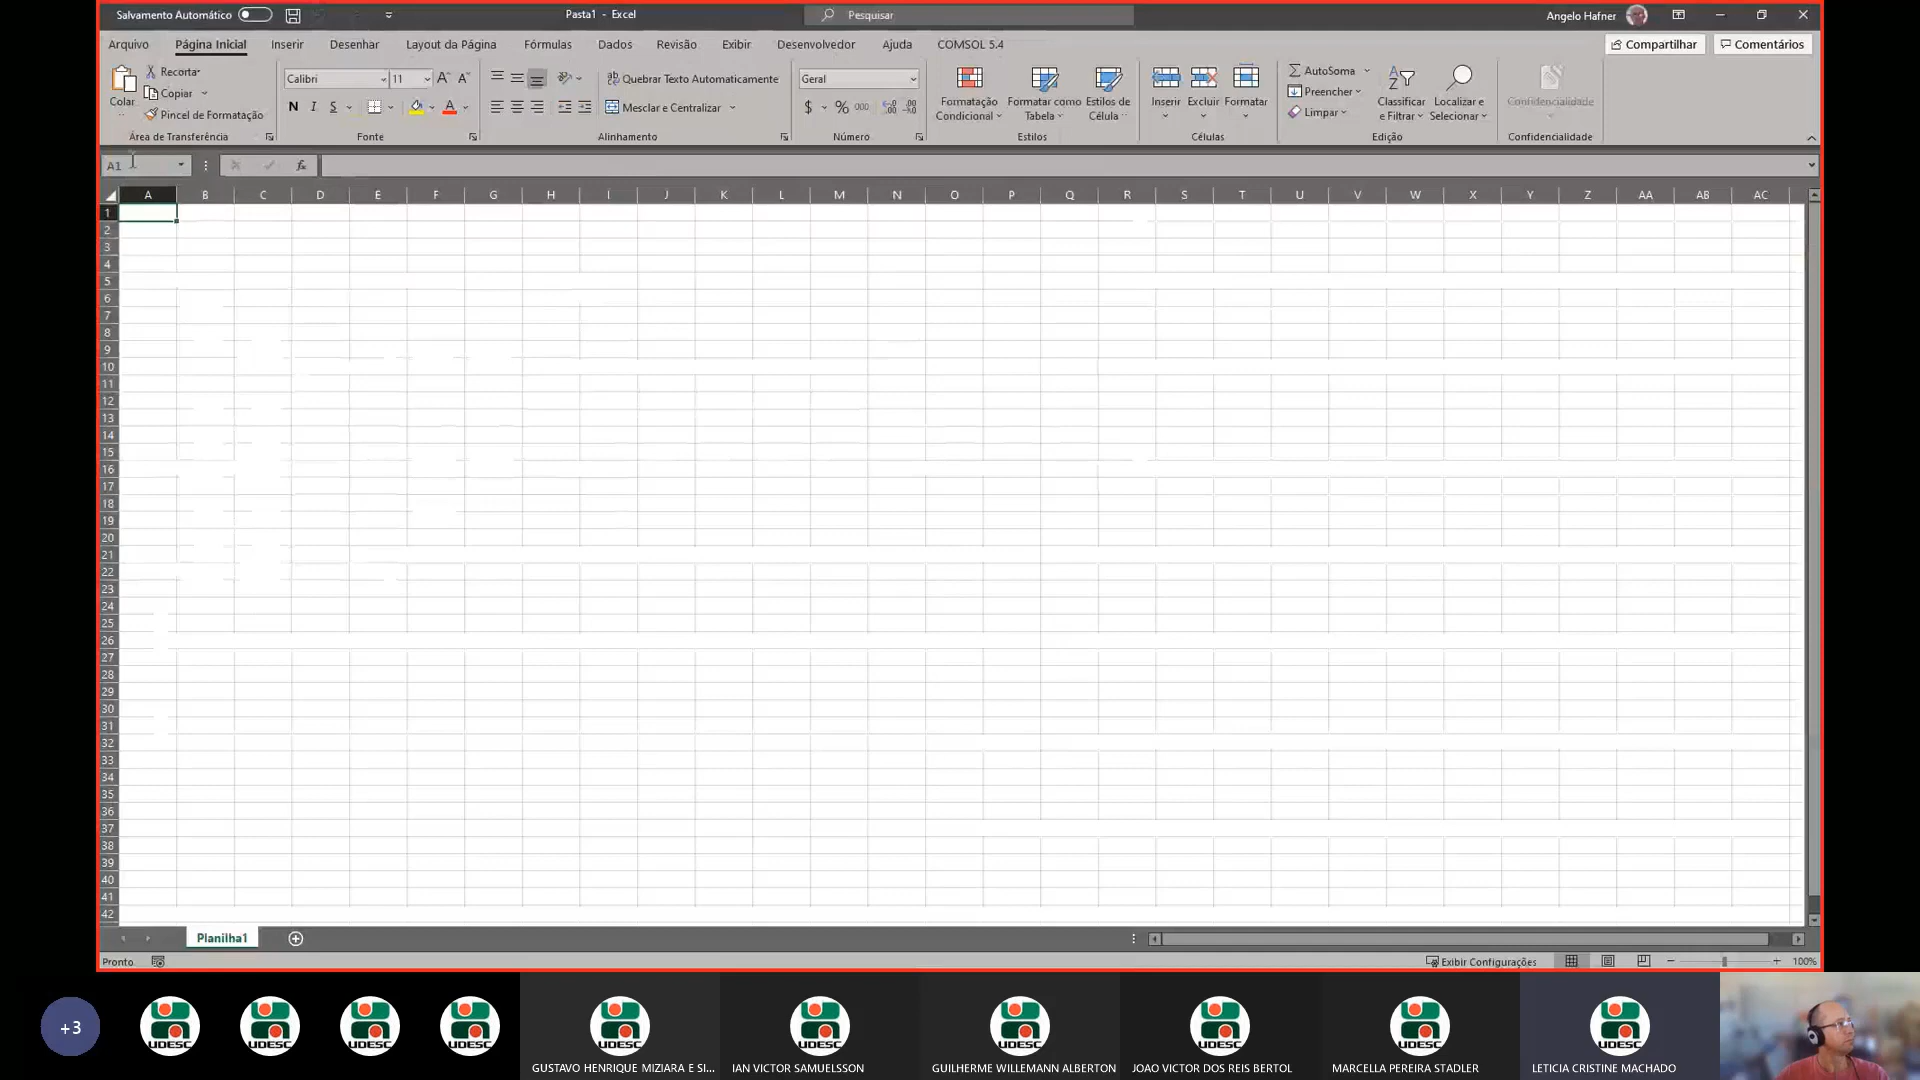 Salvamento Automático
Pasta1 - Excel
Pesquisar
Angelo Hafner
Arquivo Página Inicial Inserir Desenhar Layout da Página Fórmulas Dados Revisão Exibir Desenvolvedor Ajuda COMSOL 5.4
Compartilhar Comentários
Colar
Recortar
Copiar
Pincel de Formatação
Área de Transferência
Calibri 11
N I S
Fonte
Quebrar Texto Automaticamente
Mesclar e Centralizar
Alinhamento
Geral
$ % 000
Número
Formatação Condicional
Formatar como Tabela
Estilos de Célula
Estilos
Inserir Excluir Formatar
Células
AutoSoma
Preencher
Limpar
Classificar e Filtrar
Localizar e Selecionar
Edição
Confidencialidade
Confidencialidade
A1
fx
A B C D E F G H I J K L M N O P Q R S T U V W X Y Z AA AB AC
1
2
3
4
5
6
7
8
9
10
11
12
13
14
15
16
17
18
19
20
21
22
23
24
25
26
27
28
29
30
31
32
33
34
35
36
37
38
39
40
41
42
Planilha1
Pronto
Exibir Configurações
100%
+3
UDESC UDESC UDESC UDESC UDESC UDESC UDESC UDESC UDESC UDESC
GUSTAVO HENRIQUE MIZIARA E SI... IAN VICTOR SAMUELSSON GUILHERME WILLEMANN ALBERTON JOAO VICTOR DOS REIS BERTOL MARCELLA PEREIRA STADLER LETICIA CRISTINE MACHADO